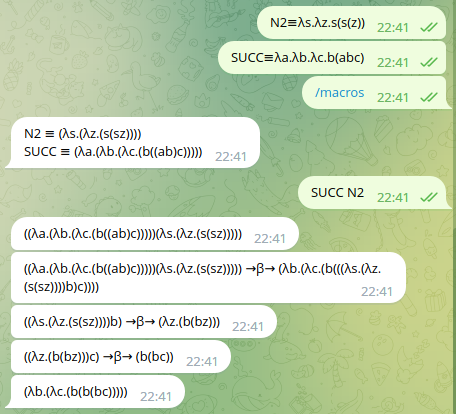 N2≡λs.λz.s(s(z)) 22:41
SUCC≡λa.λb.λc.b(abc) 22:41
/macros 22:41
N2 ≡ (λs.(λz.(s(sz))))
SUCC ≡ (λa.(λb.(λc.(b((ab)c))))) 22:41
SUCC N2 22:41
((λa.(λb.(λc.(b((ab)c)))))(λs.(λz.(s(sz))))) 22:41
((λa.(λb.(λc.(b((ab)c)))))(λs.(λz.(s(sz))))) →β→ (λb.(λc.(b(((λs.(λz.
(s(sz))))b)c)))) 22:41
((λs.(λz.(s(sz))))b) →β→ (λz.(b(bz))) 22:41
((λz.(b(bz)))c) →β→ (b(bc)) 22:41
(λb.(λc.(b(b(bc))))) 22:41